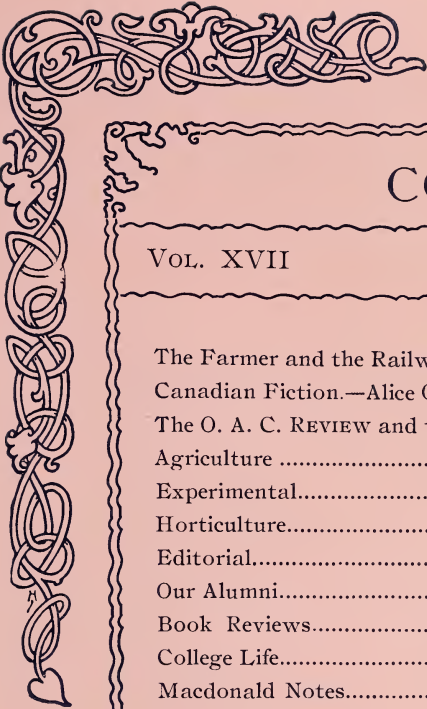 CO
VOL. XVII
The Farmer and the Railw
Canadian Fiction.—Alice
The O. A. C. REVIEW and
Agriculture ........................
Experimental........................
Horticulture........................
Editorial........................
Our Alumni........................
Book Reviews........................
College Life........................
Macdonald Notes........................